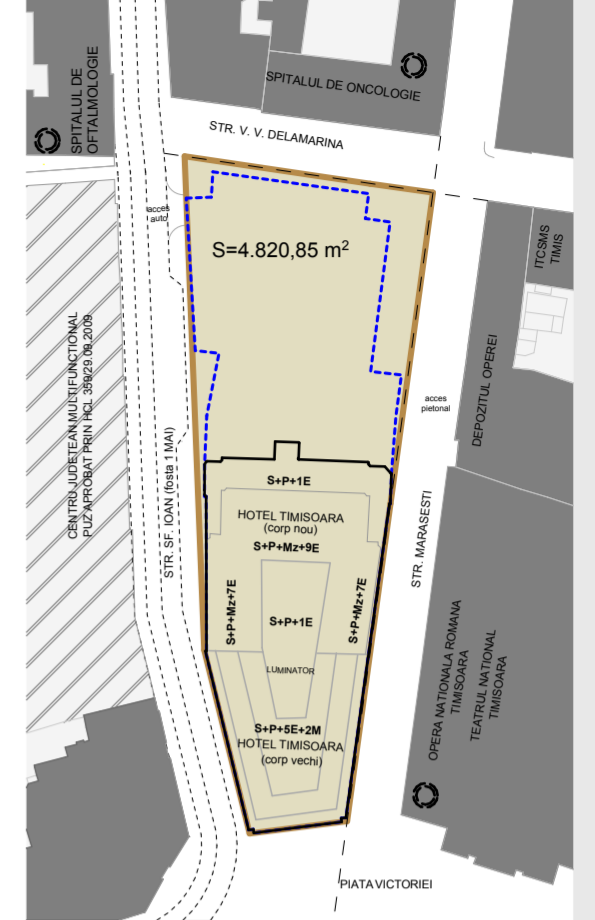 SPITALUL DE
OFTALMOLOGIE
SPITALUL DE ONCOLOGIE
STR. V. V. DELAMARINA
acces
auto
S=4.820,85 m²
ITCSMS
TIMIS
CENTRU JUDETEAN MULTIFUNCTIONAL
PUZ APROBAT PRIN HCL 359/29.09.2009
DEPOZITUL OPEREI
acces
pietonal
STR. SF. IOAN (fosta 1 MAI)
S+P+1E
HOTEL TIMISOARA
(corp nou)
S+P+Mz+9E
STR. MARASESTI
S+P+Mz+7E
S+P+1E
S+P+Mz+7E
LUMINATOR
OPERA NATIONALA ROMANA
TIMISOARA
TEATRUL NATIONAL
TIMISOARA
S+P+5E+2M
HOTEL TIMISOARA
(corp vechi)
PIATA VICTORIEI